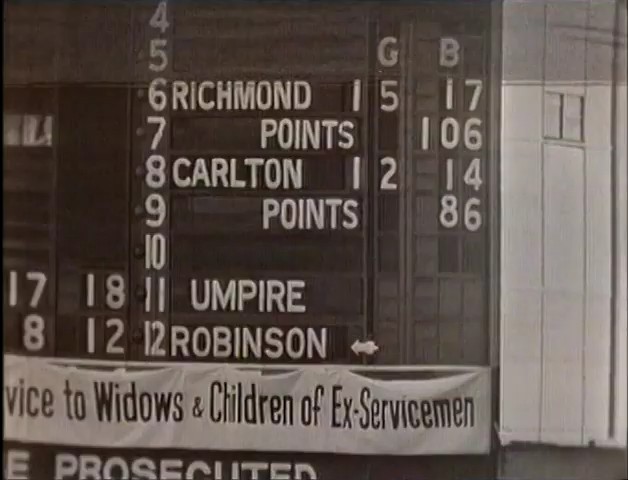 4
5 G B
6 RICHMOND 15 17
7 POINTS 106
8 CARLTON 12 14
9 POINTS 86
10
17 18 11 UMPIRE
8 12 12 ROBINSON
vice to Widows & Children of Ex-Servicemen
E PROSECUTED